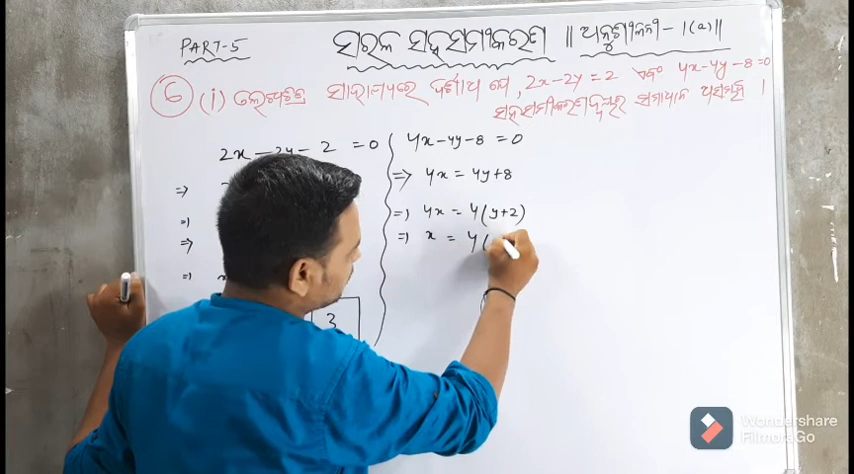 PART-5
ସରଳ ସହସମୀକରଣ || ଅନୁଶୀଳନୀ - 1(a)||
6 (i) ଲେଖଚିତ୍ର ସାହାଯ୍ୟରେ ଦର୍ଶାଅ ଯେ, 2x-2y=2 ଏବଂ 4x-4y-8=0
ସହସମୀକରଣଦ୍ୱୟର ସମାଧାନ ଅସମ୍ଭବ ।
2x - 2y - 2 = 0
⇒
⇒
⇒
⇒
3
4x-4y-8 = 0
⇒ 4x = 4y+8
⇒ 4x = 4(y+2)
⇒ x = 4(
Wondershare
Filmora Go